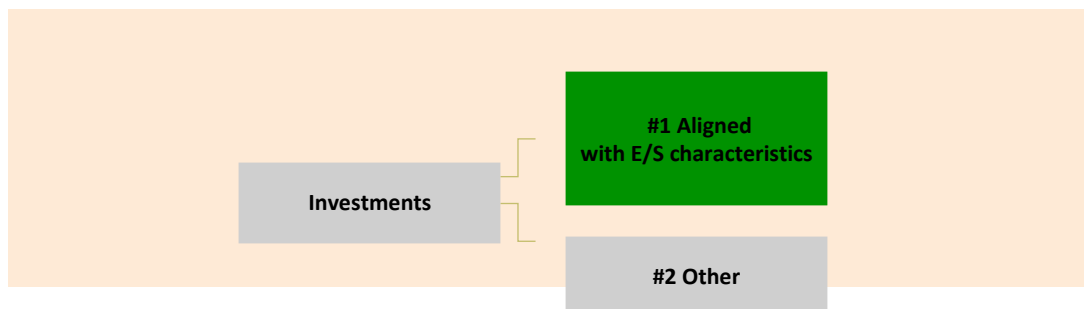 #1 Aligned
with E/S characteristics
Investments
#2 Other